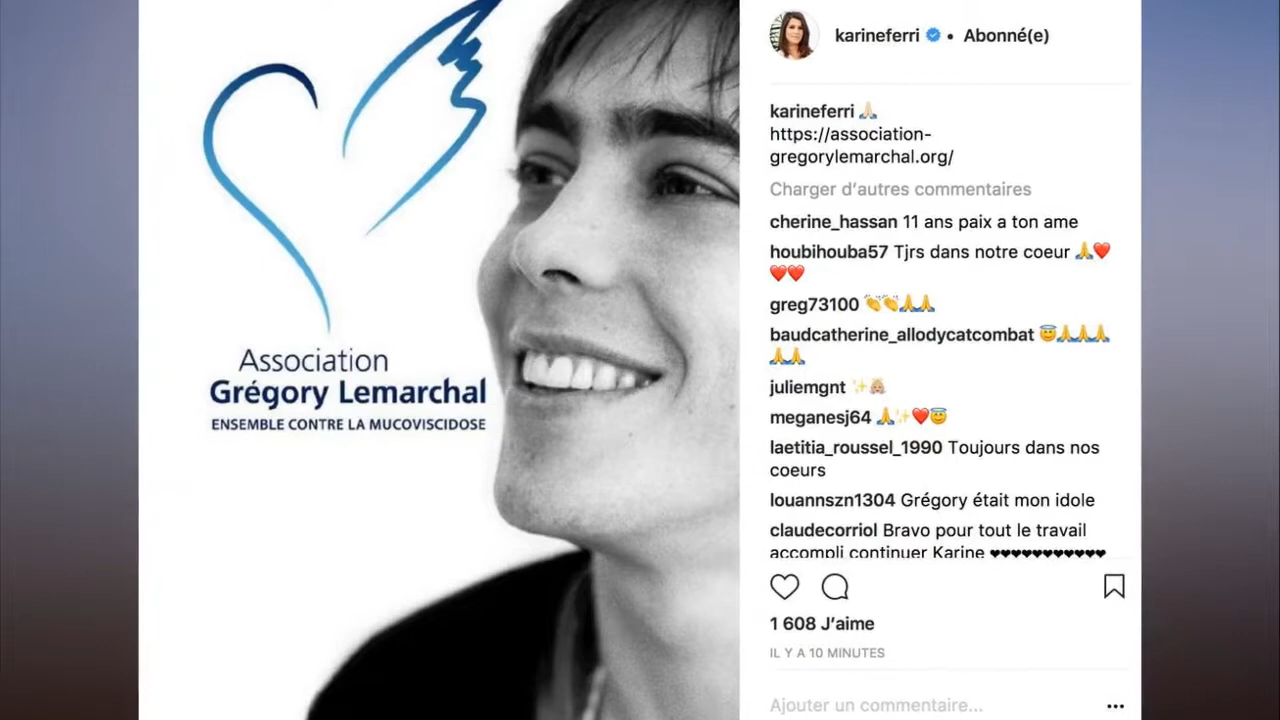 Association
Grégory Lemarchal
ENSEMBLE CONTRE LA MUCOVISCIDOSE
karineferri • Abonné(e)
karineferri 🙏🏻
https://association-
gregorylemarchal.org/
Charger d’autres commentaires
cherine_hassan 11 ans paix a ton ame
houbihouba57 Tjrs dans notre coeur 🙏❤️
❤️❤️
greg73100 👏👏🙏🙏
baudcatherine_allodycatcombat 😇🙏🙏🙏
🙏🙏
juliemgnt ✨👼🏼
meganesj64 🙏✨❤️😇
laetitia_roussel_1990 Toujours dans nos
coeurs
louannszn1304 Grégory était mon idole
claudecorriol Bravo pour tout le travail
accompli continuer Karine ❤❤❤❤❤❤❤❤❤❤❤
1 608 J’aime
IL Y A 10 MINUTES
Ajouter un commentaire...